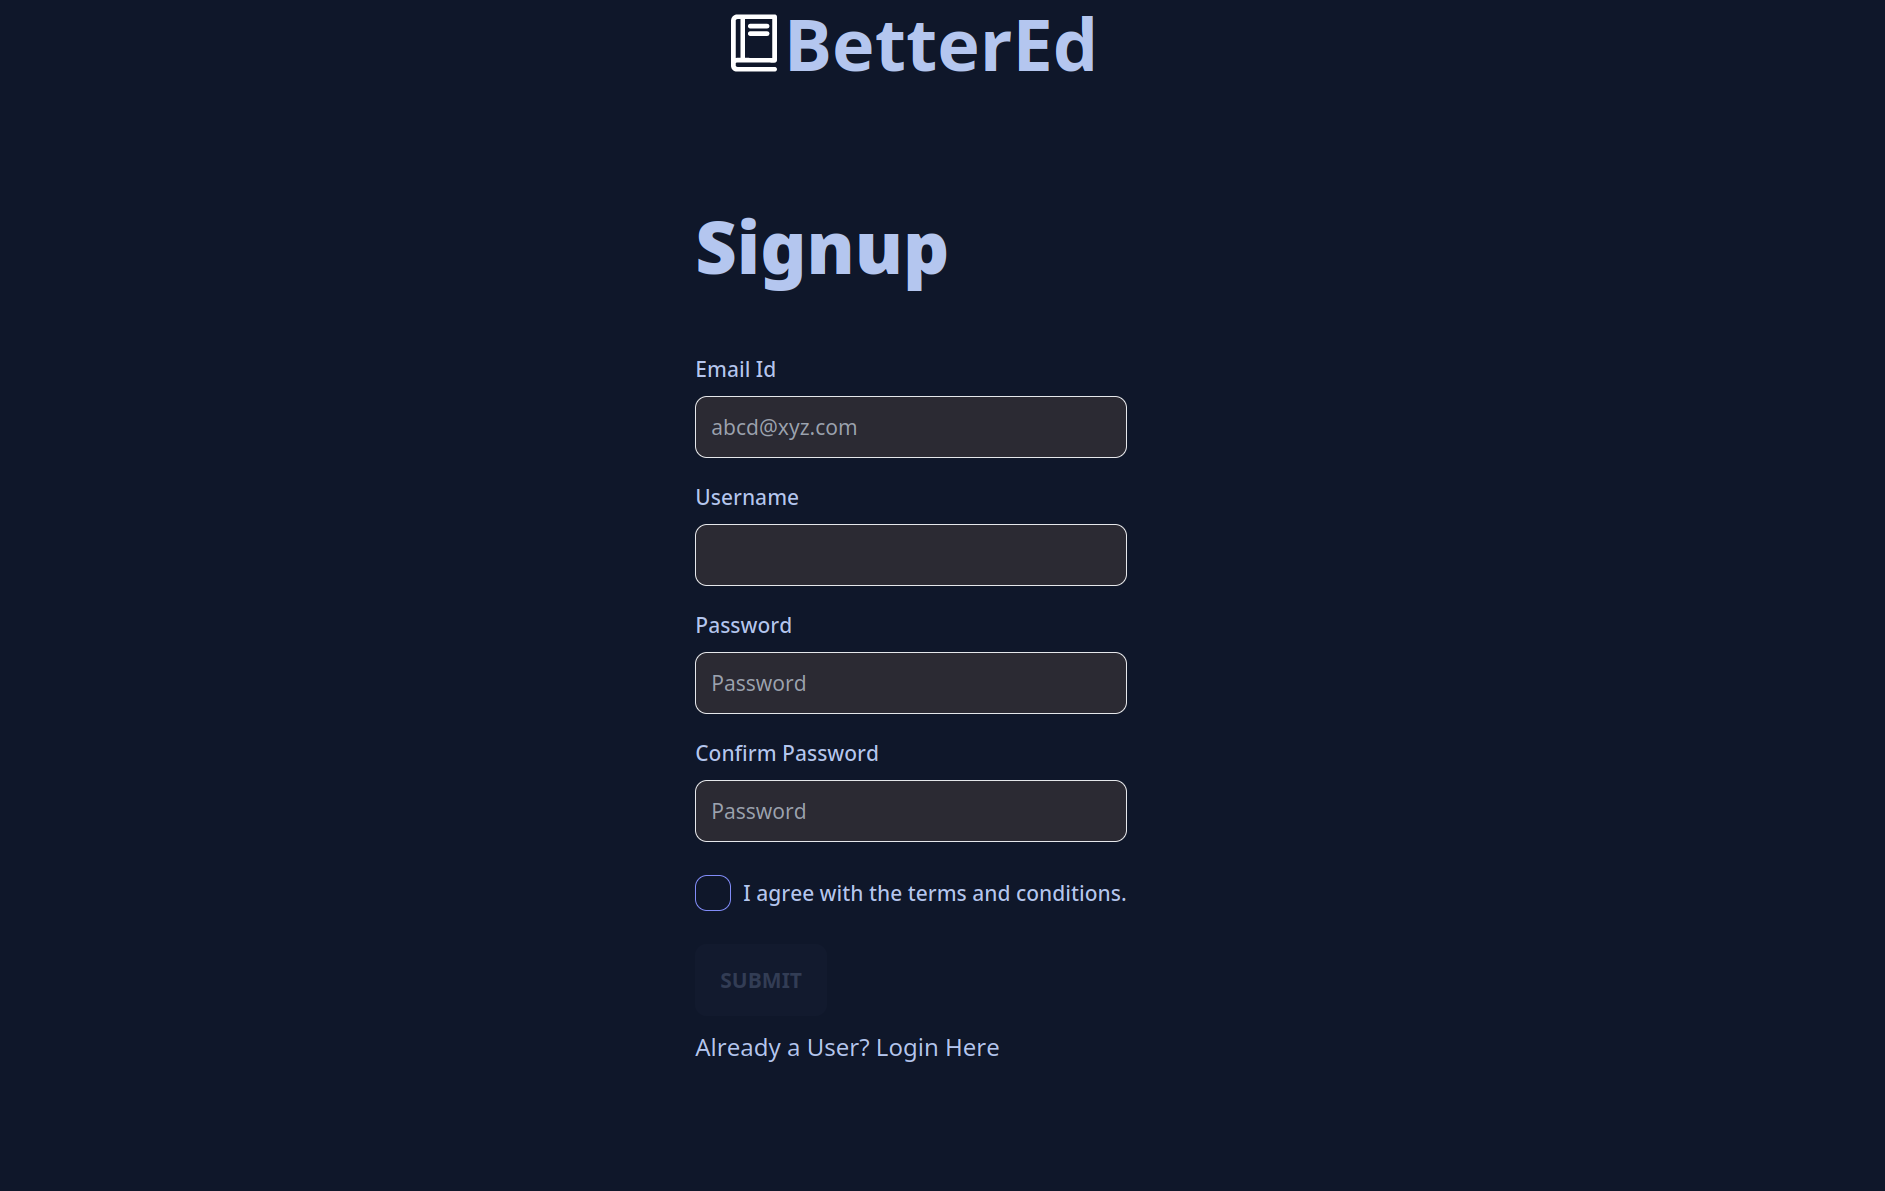 BetterEd
Signup
Email Id
abcd@xyz.com
Username
Password
Password
Confirm Password
Password
I agree with the terms and conditions.
SUBMIT
Already a User? Login Here